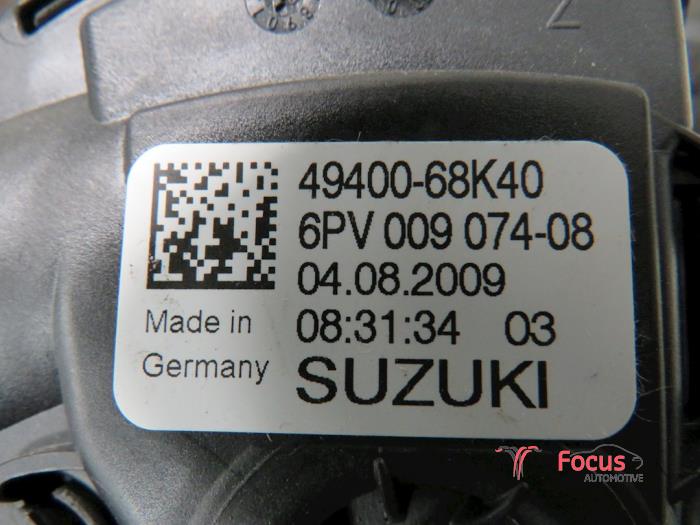 49400-68K40
6PV 009 074-08
04.08.2009
Made in 08:31:34 03
Germany SUZUKI
Focus
AUTOMOTIVE